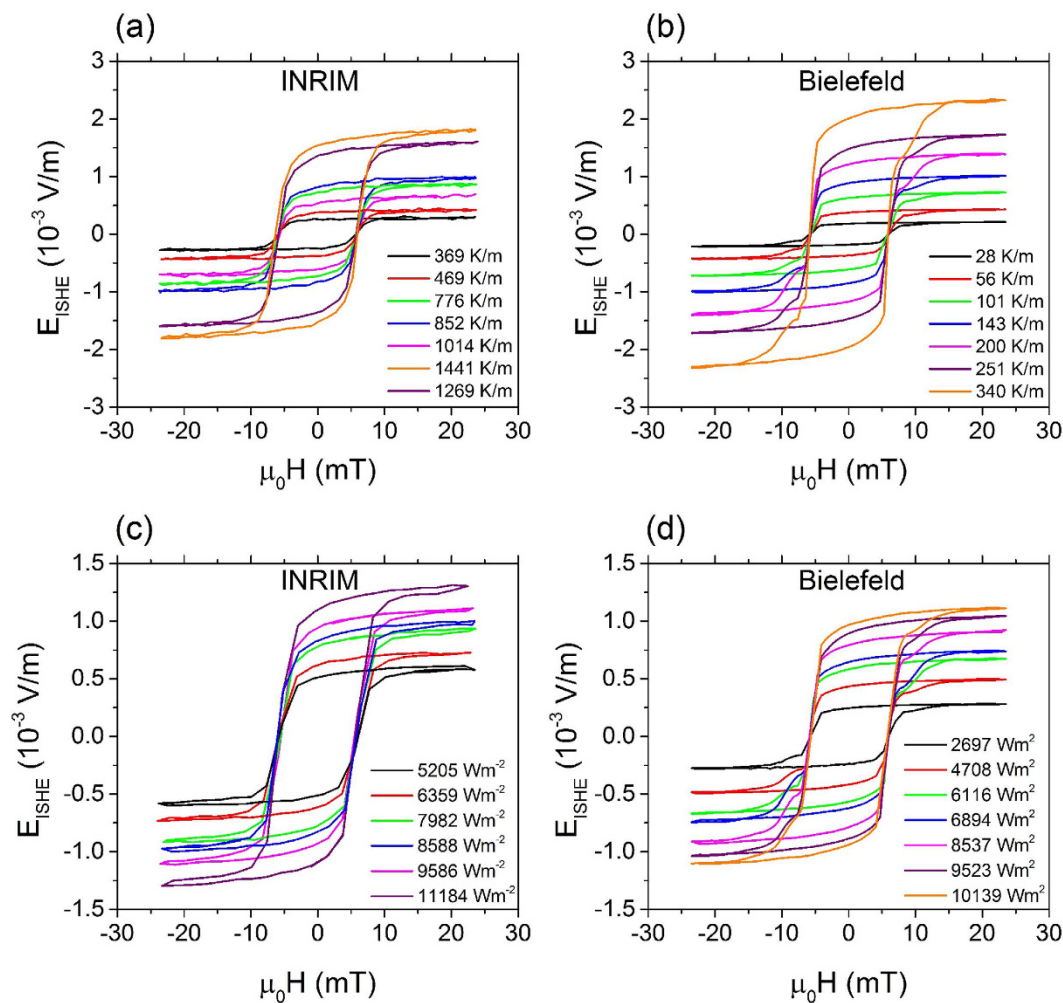 (a)
INRIM
E_ISHE (10^-3 V/m)
3
2
1
0
-1
-2
-3
369 K/m
469 K/m
776 K/m
852 K/m
1014 K/m
1441 K/m
1269 K/m
-30 -20 -10 0 10 20 30
μ0H (mT)
(b)
Bielefeld
E_ISHE (10^-3 V/m)
3
2
1
0
-1
-2
-3
28 K/m
56 K/m
101 K/m
143 K/m
200 K/m
251 K/m
340 K/m
-30 -20 -10 0 10 20 30
μ0H (mT)
(c)
INRIM
E_ISHE (10^-3 V/m)
1.5
1.0
0.5
0.0
-0.5
-1.0
-1.5
5205 Wm^-2
6359 Wm^-2
7982 Wm^-2
8588 Wm^-2
9586 Wm^-2
11184 Wm^-2
-30 -20 -10 0 10 20 30
μ0H (mT)
(d)
Bielefeld
E_ISHE (10^-3 V/m)
1.5
1.0
0.5
0.0
-0.5
-1.0
-1.5
2697 Wm^2
4708 Wm^2
6116 Wm^2
6894 Wm^2
8537 Wm^2
9523 Wm^2
10139 Wm^2
-30 -20 -10 0 10 20 30
μ0H (mT)